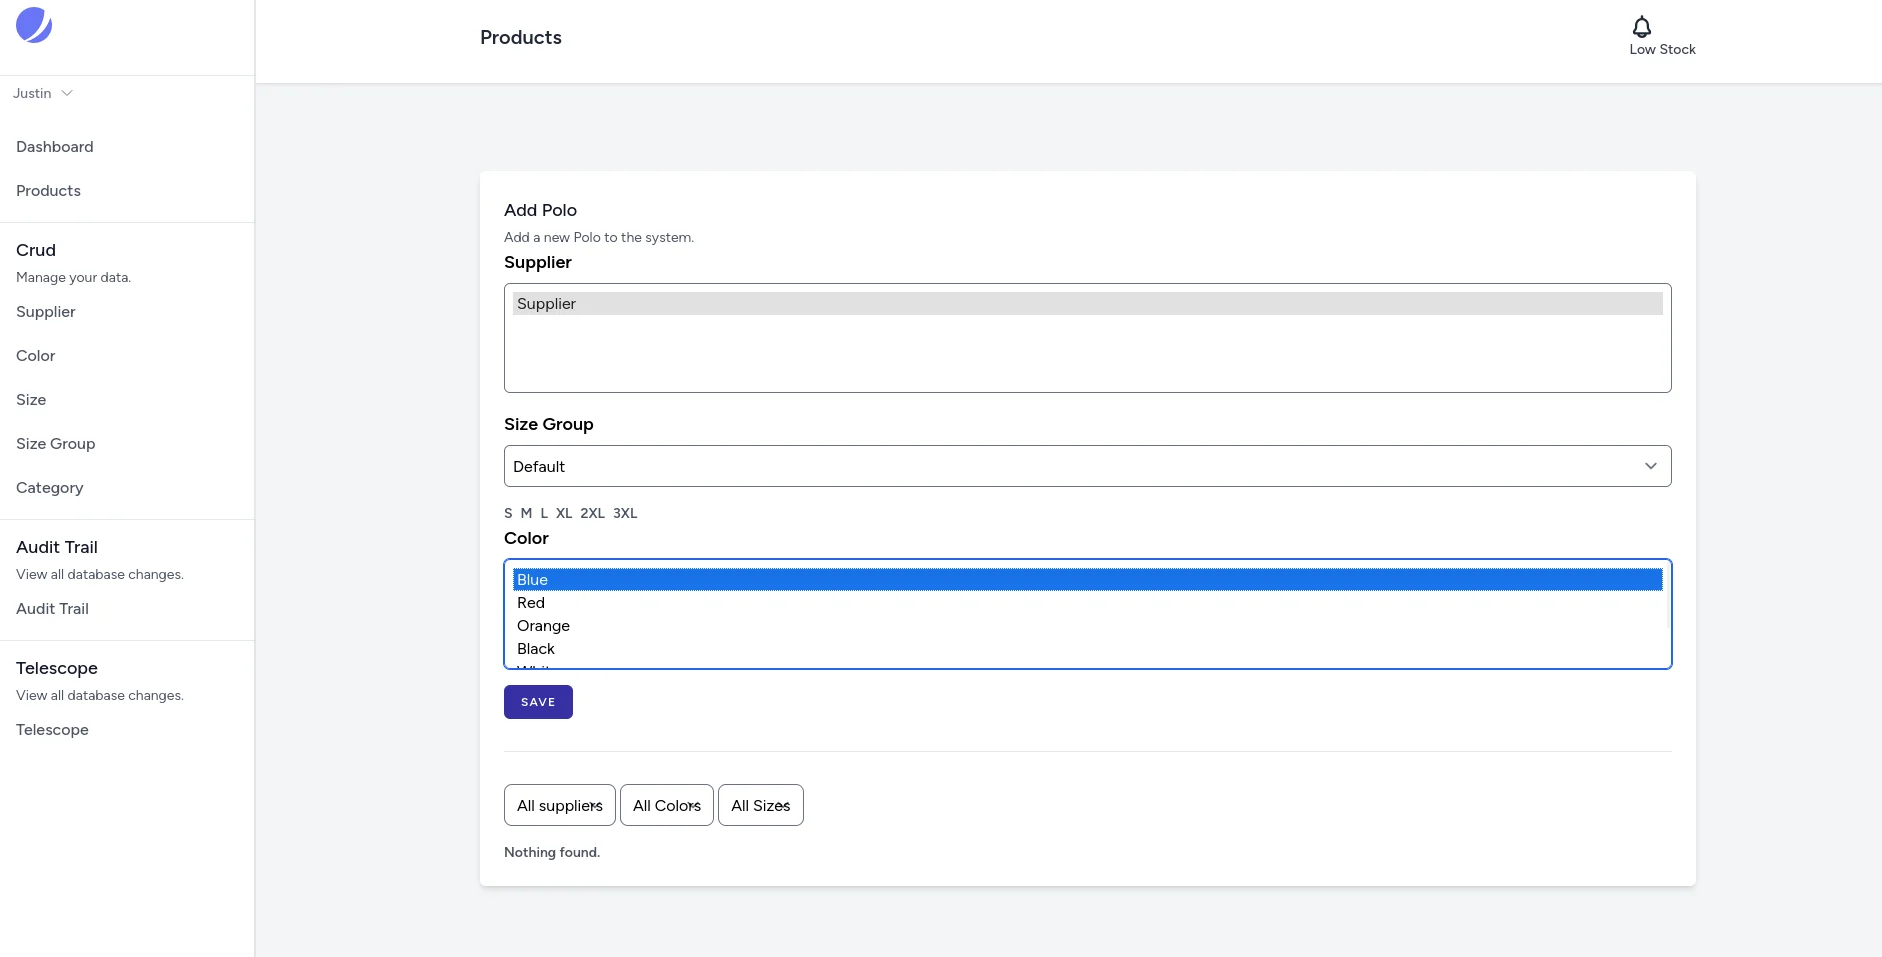 Products
Low Stock
Justin
Dashboard
Products
Crud
Manage your data.
Supplier
Color
Size
Size Group
Category
Audit Trail
View all database changes.
Audit Trail
Telescope
View all database changes.
Telescope
Add Polo
Add a new Polo to the system.
Supplier
Supplier
Size Group
Default
S M L XL 2XL 3XL
Color
Blue
Red
Orange
Black
SAVE
All suppliers All Colors All Sizes
Nothing found.